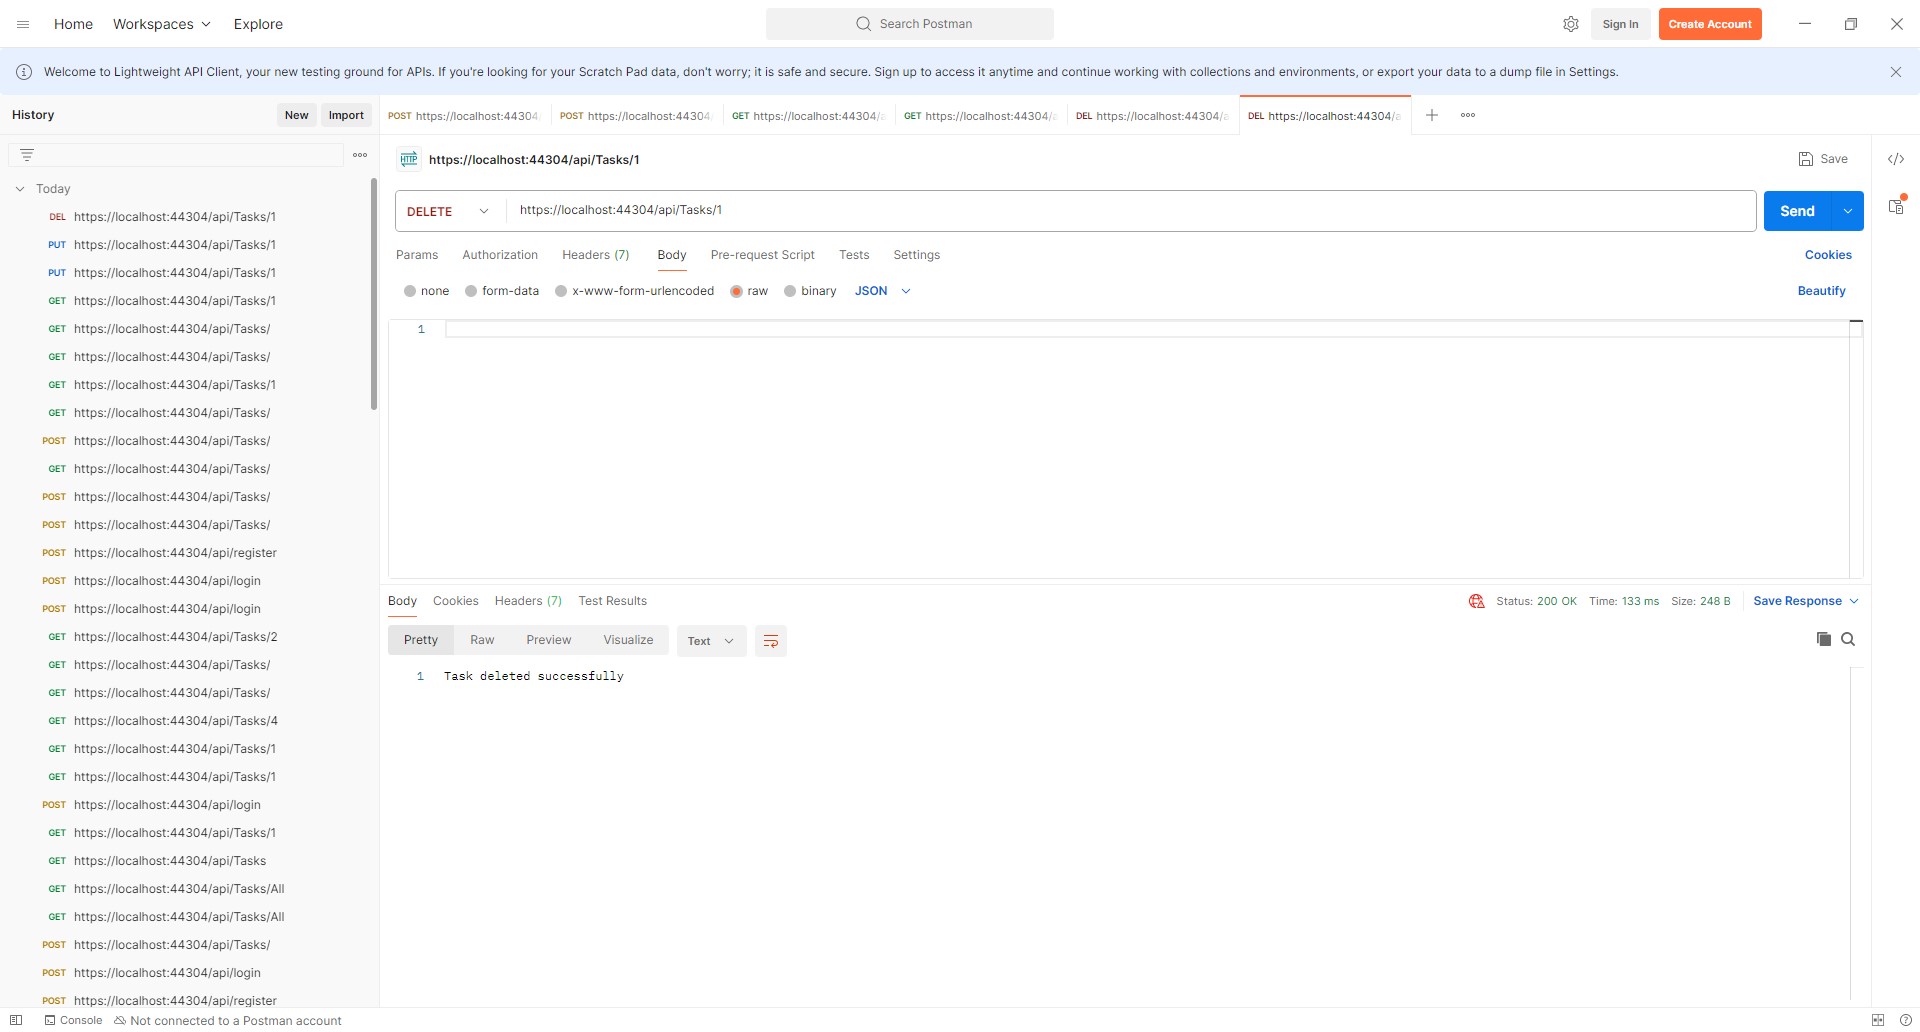 Home Workspaces Explore Search Postman Sign In Create Account
Welcome to Lightweight API Client, your new testing ground for APIs. If you're looking for your Scratch Pad data, don't worry; it is safe and secure. Sign up to access it anytime and continue working with collections and environments, or export your data to a dump file in Settings.
History New Import
POST https://localhost:44304 POST https://localhost:44304/ GET https://localhost:44304/a GET https://localhost:44304/a DEL https://localhost:44304/a DEL https://localhost:44304/a
HTTP https://localhost:44304/api/Tasks/1 Save
DELETE https://localhost:44304/api/Tasks/1 Send
Params Authorization Headers (7) Body Pre-request Script Tests Settings Cookies
none form-data x-www-form-urlencoded raw binary JSON Beautify
1
Today
DEL https://localhost:44304/api/Tasks/1
PUT https://localhost:44304/api/Tasks/1
PUT https://localhost:44304/api/Tasks/1
GET https://localhost:44304/api/Tasks/1
GET https://localhost:44304/api/Tasks/
GET https://localhost:44304/api/Tasks/
GET https://localhost:44304/api/Tasks/1
GET https://localhost:44304/api/Tasks/
POST https://localhost:44304/api/Tasks/
GET https://localhost:44304/api/Tasks/
POST https://localhost:44304/api/Tasks/
POST https://localhost:44304/api/Tasks/
POST https://localhost:44304/api/register
POST https://localhost:44304/api/login
POST https://localhost:44304/api/login
GET https://localhost:44304/api/Tasks/2
GET https://localhost:44304/api/Tasks/
GET https://localhost:44304/api/Tasks/
GET https://localhost:44304/api/Tasks/4
GET https://localhost:44304/api/Tasks/1
GET https://localhost:44304/api/Tasks/1
POST https://localhost:44304/api/login
GET https://localhost:44304/api/Tasks/1
GET https://localhost:44304/api/Tasks
GET https://localhost:44304/api/Tasks/All
GET https://localhost:44304/api/Tasks/All
POST https://localhost:44304/api/Tasks/
POST https://localhost:44304/api/login
POST https://localhost:44304/api/register
Body Cookies Headers (7) Test Results Status: 200 OK Time: 133 ms Size: 248 B Save Response
Pretty Raw Preview Visualize Text
1 Task deleted successfully
Console Not connected to a Postman account